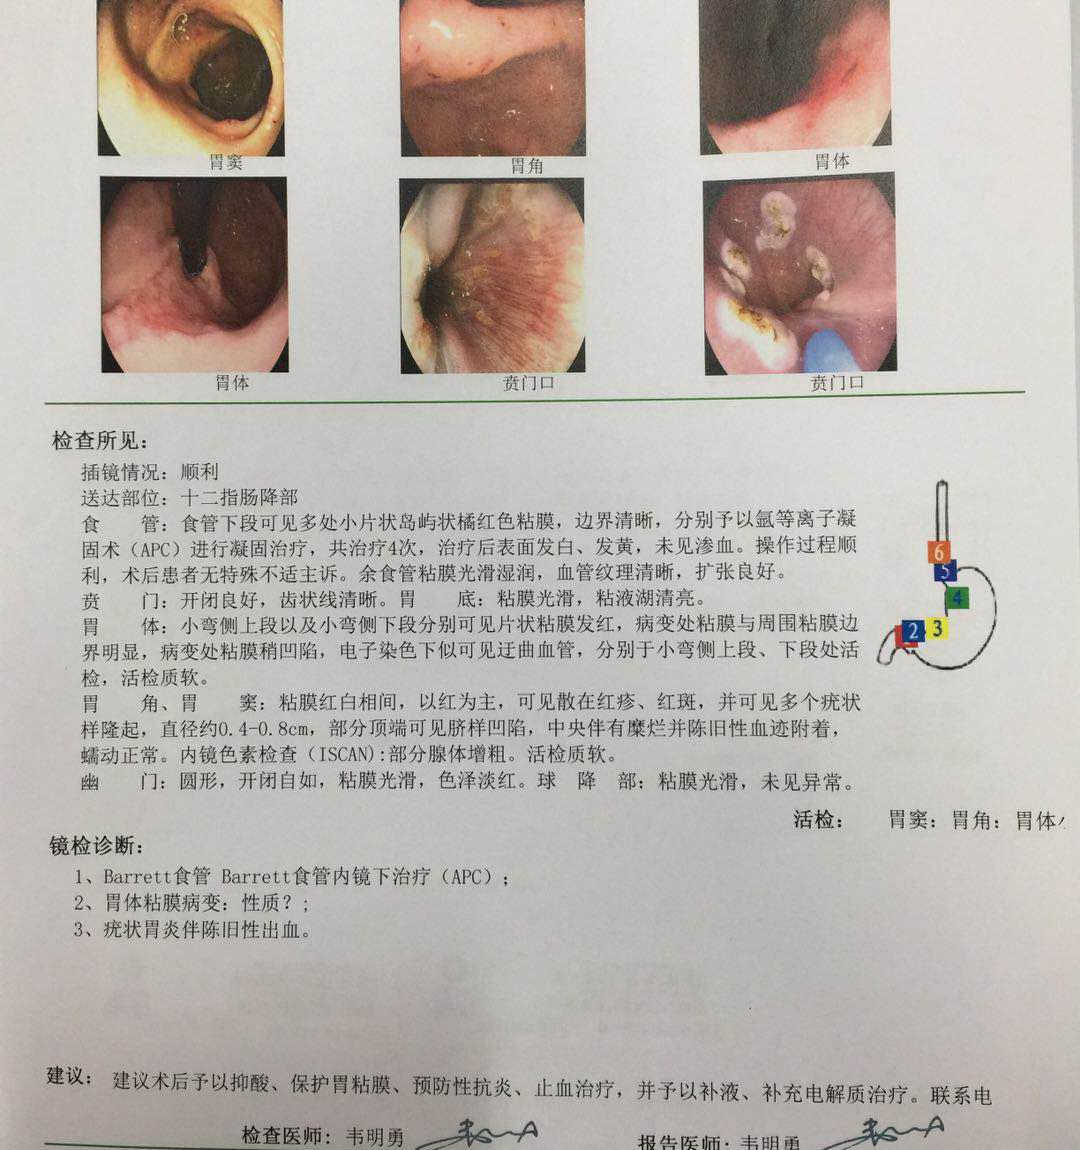 胃窦 胃角 胃体
胃体 贲门口 贲门口
检查所见：
插镜情况：顺利
送达部位：十二指肠降部
食 管：食管下段可见多处小片状岛屿状橘红色粘膜，边界清晰，分别予以氩等离子凝
固术（APC）进行凝固治疗，共治疗4次，治疗后表面发白、发黄，未见渗血。操作过程顺
利，术后患者无特殊不适主诉。余食管粘膜光滑湿润，血管纹理清晰，扩张良好。
贲 门：开闭良好，齿状线清晰。胃 底：粘膜光滑，粘液湖清亮。
胃 体：小弯侧上段以及小弯侧下段分别可见片状粘膜发红，病变处粘膜与周围粘膜边
界明显，病变处粘膜稍凹陷，电子染色下似可见迂曲血管，分别于小弯侧上段、下段处活
检，活检质软。
胃 角、胃 窦：粘膜红白相间，以红为主，可见散在红疹、红斑，并可见多个疣状
样隆起，直径约0.4-0.8cm，部分顶端可见脐样凹陷，中央伴有糜烂并陈旧性血迹附着，
蠕动正常。内镜色素检查（ISCAN):部分腺体增粗。活检质软。
幽 门：圆形，开闭自如，粘膜光滑，色泽淡红。球 降 部：粘膜光滑，未见异常。
6
5
4
2 3
活检： 胃窦：胃角：胃体
镜检诊断：
1、Barrett食管 Barrett食管内镜下治疗（APC）；
2、胃体粘膜病变：性质？；
3、疣状胃炎伴陈旧性出血。
建议： 建议术后予以抑酸、保护胃粘膜、预防性抗炎、止血治疗，并予以补液、补充电解质治疗。联系电
检查医师：韦明勇 报告医师：韦明勇